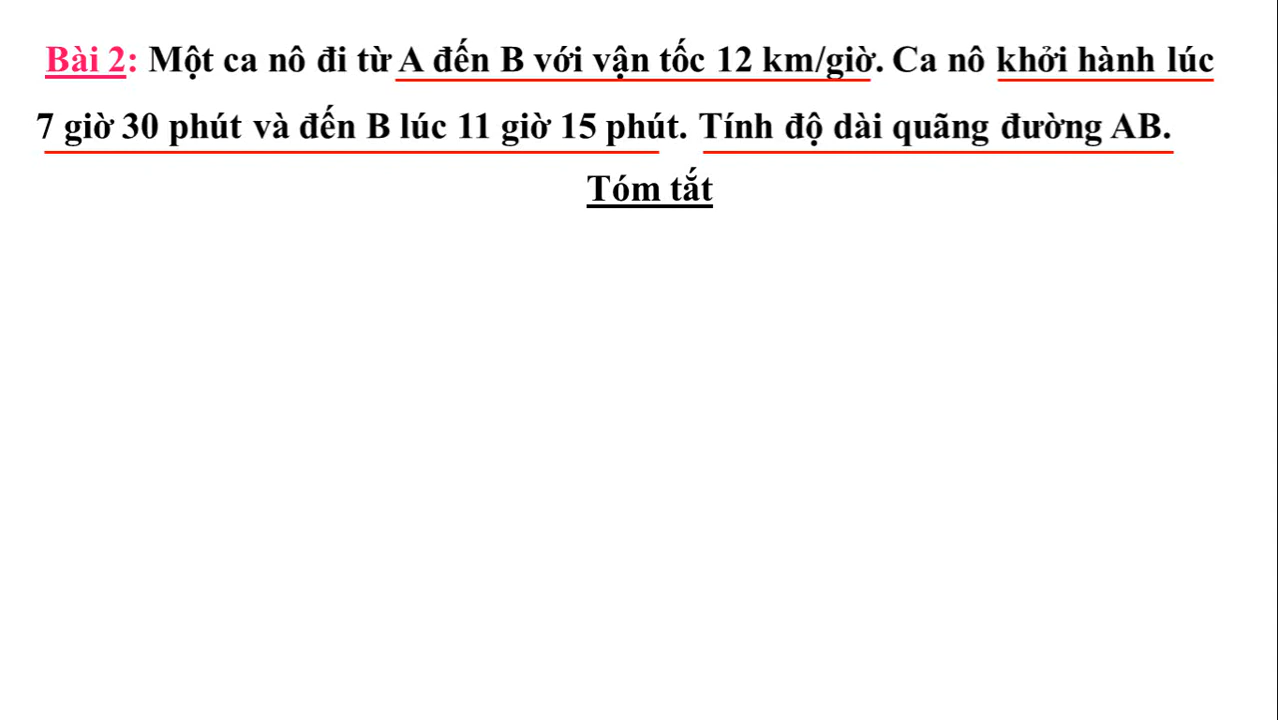 Bài 2: Một ca nô đi từ A đến B với vận tốc 12 km/giờ. Ca nô khởi hành lúc
7 giờ 30 phút và đến B lúc 11 giờ 15 phút. Tính độ dài quãng đường AB.
Tóm tắt